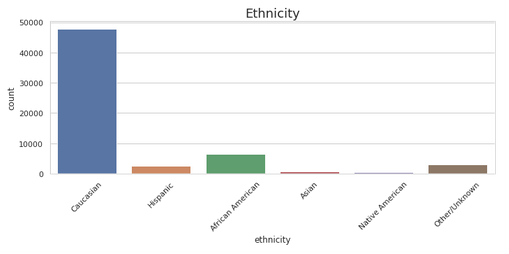 Ethnicity
50000
40000
30000
20000
10000
0
count
Caucasian
Hispanic
African American
Asian
Native American
Other/Unknown
ethnicity